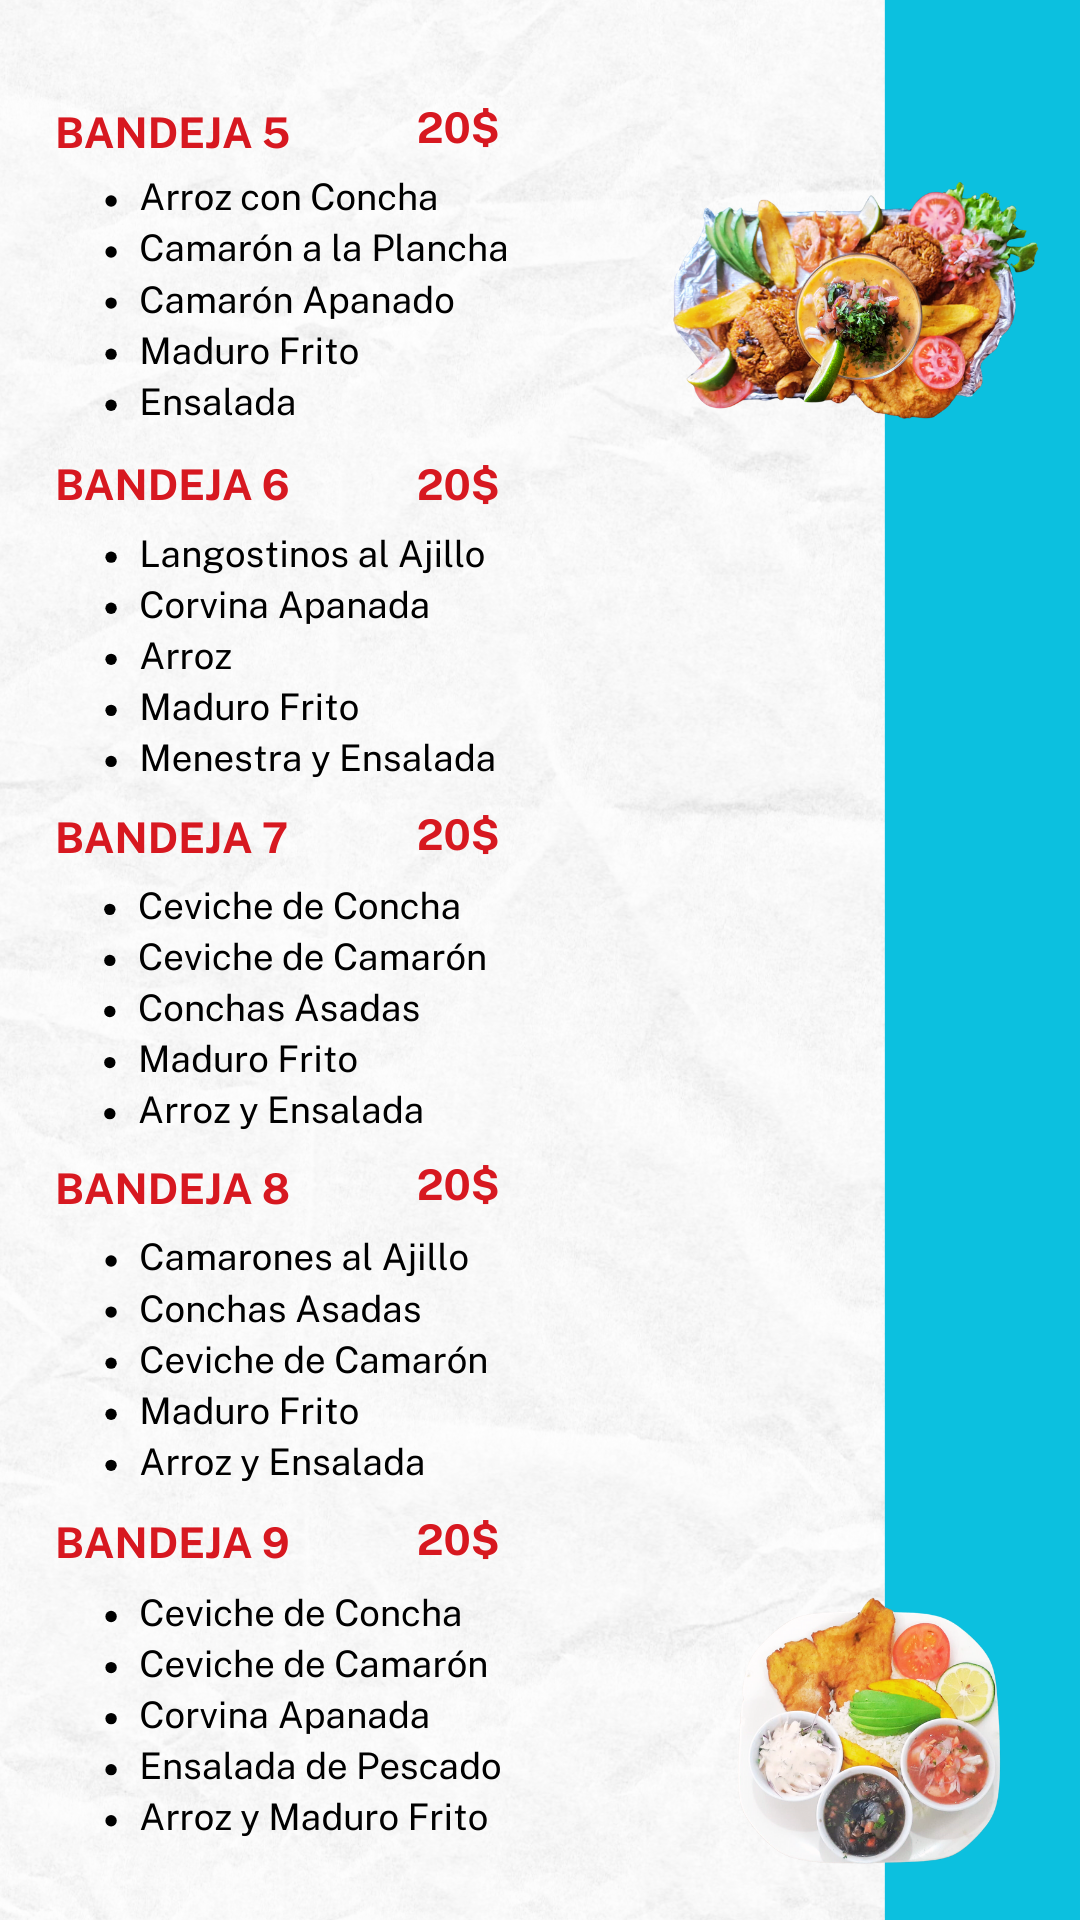 BANDEJA 5 20$
• Arroz con Concha
• Camarón a la Plancha
• Camarón Apanado
• Maduro Frito
• Ensalada
BANDEJA 6 20$
• Langostinos al Ajillo
• Corvina Apanada
• Arroz
• Maduro Frito
• Menestra y Ensalada
BANDEJA 7 20$
• Ceviche de Concha
• Ceviche de Camarón
• Conchas Asadas
• Maduro Frito
• Arroz y Ensalada
BANDEJA 8 20$
• Camarones al Ajillo
• Conchas Asadas
• Ceviche de Camarón
• Maduro Frito
• Arroz y Ensalada
BANDEJA 9 20$
• Ceviche de Concha
• Ceviche de Camarón
• Corvina Apanada
• Ensalada de Pescado
• Arroz y Maduro Frito